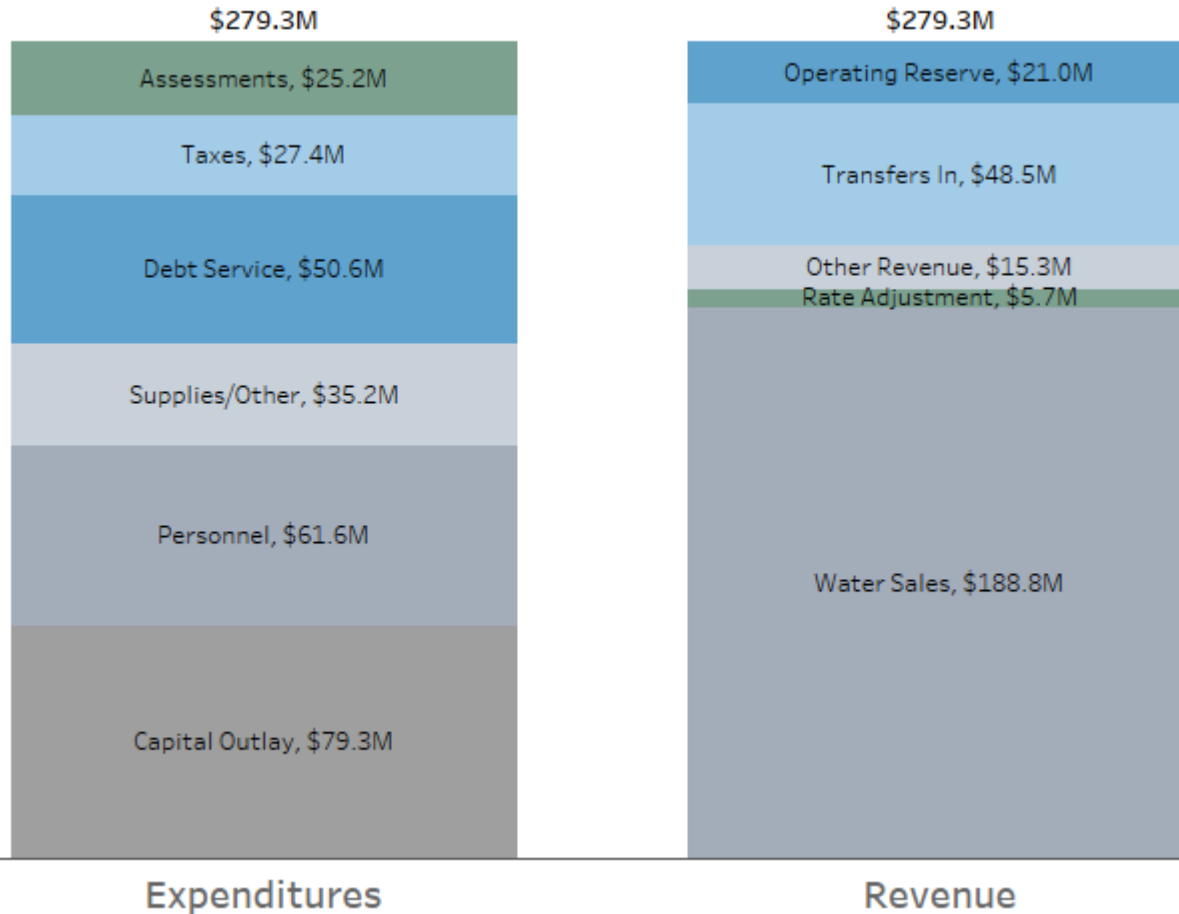 $279.3M
Assessments, $25.2M
Taxes, $27.4M
Debt Service, $50.6M
Supplies/Other, $35.2M
Personnel, $61.6M
Capital Outlay, $79.3M
Expenditures
$279.3M
Operating Reserve, $21.0M
Transfers In, $48.5M
Other Revenue, $15.3M
Rate Adjustment, $5.7M
Water Sales, $188.8M
Revenue